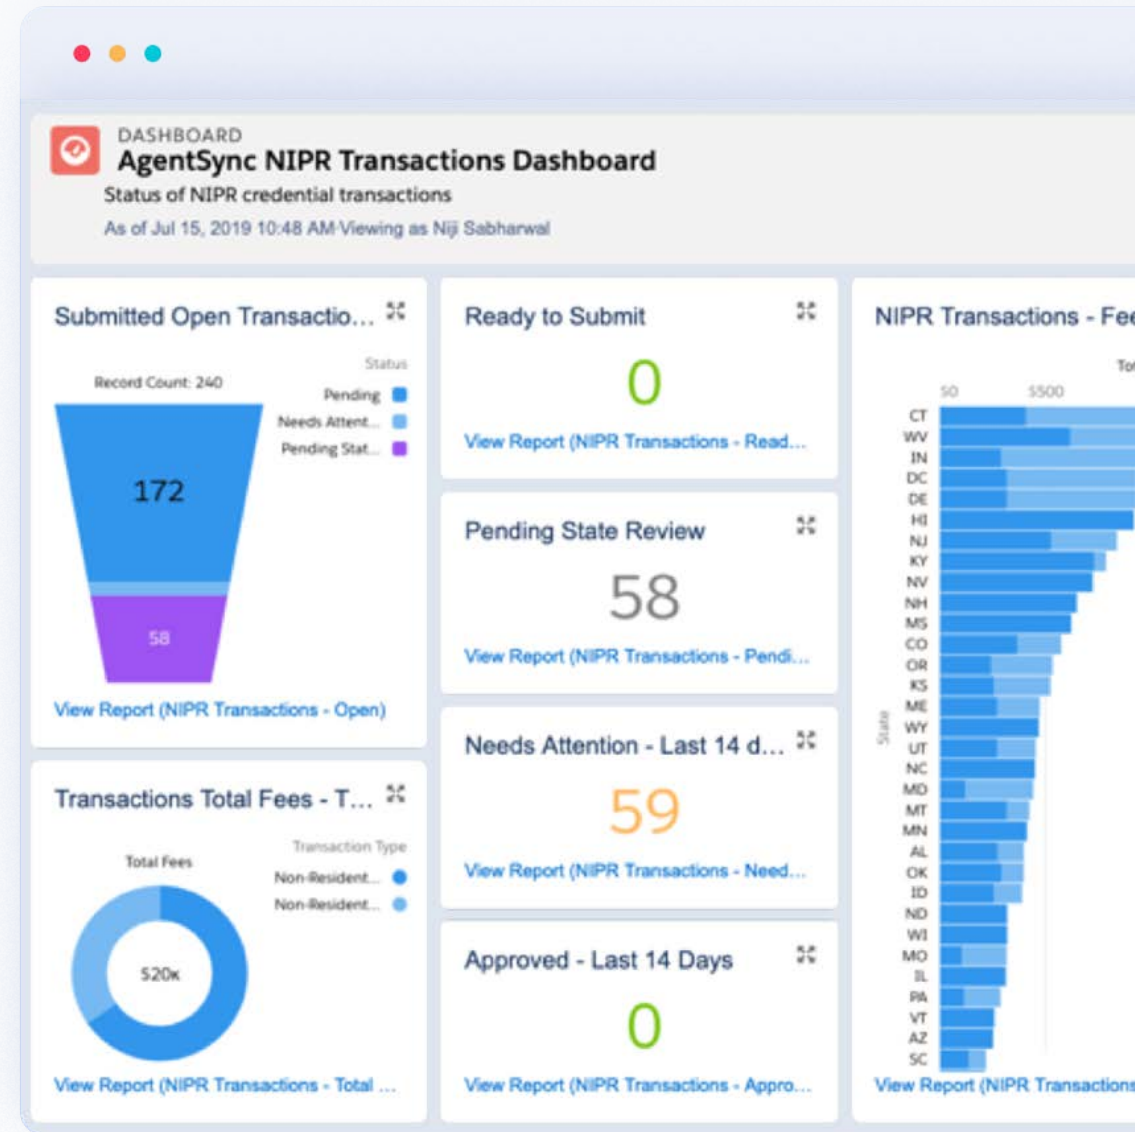 DASHBOARD
AgentSync NIPR Transactions Dashboard
Status of NIPR credential transactions
As of Jul 15, 2019 10:48 AM·Viewing as Niji Sabharwal
Submitted Open Transactio...
Status
Record Count: 240
Pending
Needs Attent...
Pending Stat...
172
58
View Report (NIPR Transactions - Open)
Transactions Total Fees - T...
Transaction Type
Total Fees
Non-Resident...
Non-Resident...
$20K
View Report (NIPR Transactions - Total ...
Ready to Submit
0
View Report (NIPR Transactions - Read...
Pending State Review
58
View Report (NIPR Transactions - Pendi...
Needs Attention - Last 14 d...
59
View Report (NIPR Transactions - Need...
Approved - Last 14 Days
0
View Report (NIPR Transactions - Appro...
NIPR Transactions - Fee
Tot
$0 $500
State
CT
WV
IN
DC
DE
HI
NJ
KY
NV
NH
MS
CO
OR
KS
ME
WY
UT
NC
MD
MT
MN
AL
OK
ID
ND
WI
MO
IL
PA
VT
AZ
SC
View Report (NIPR Transactions